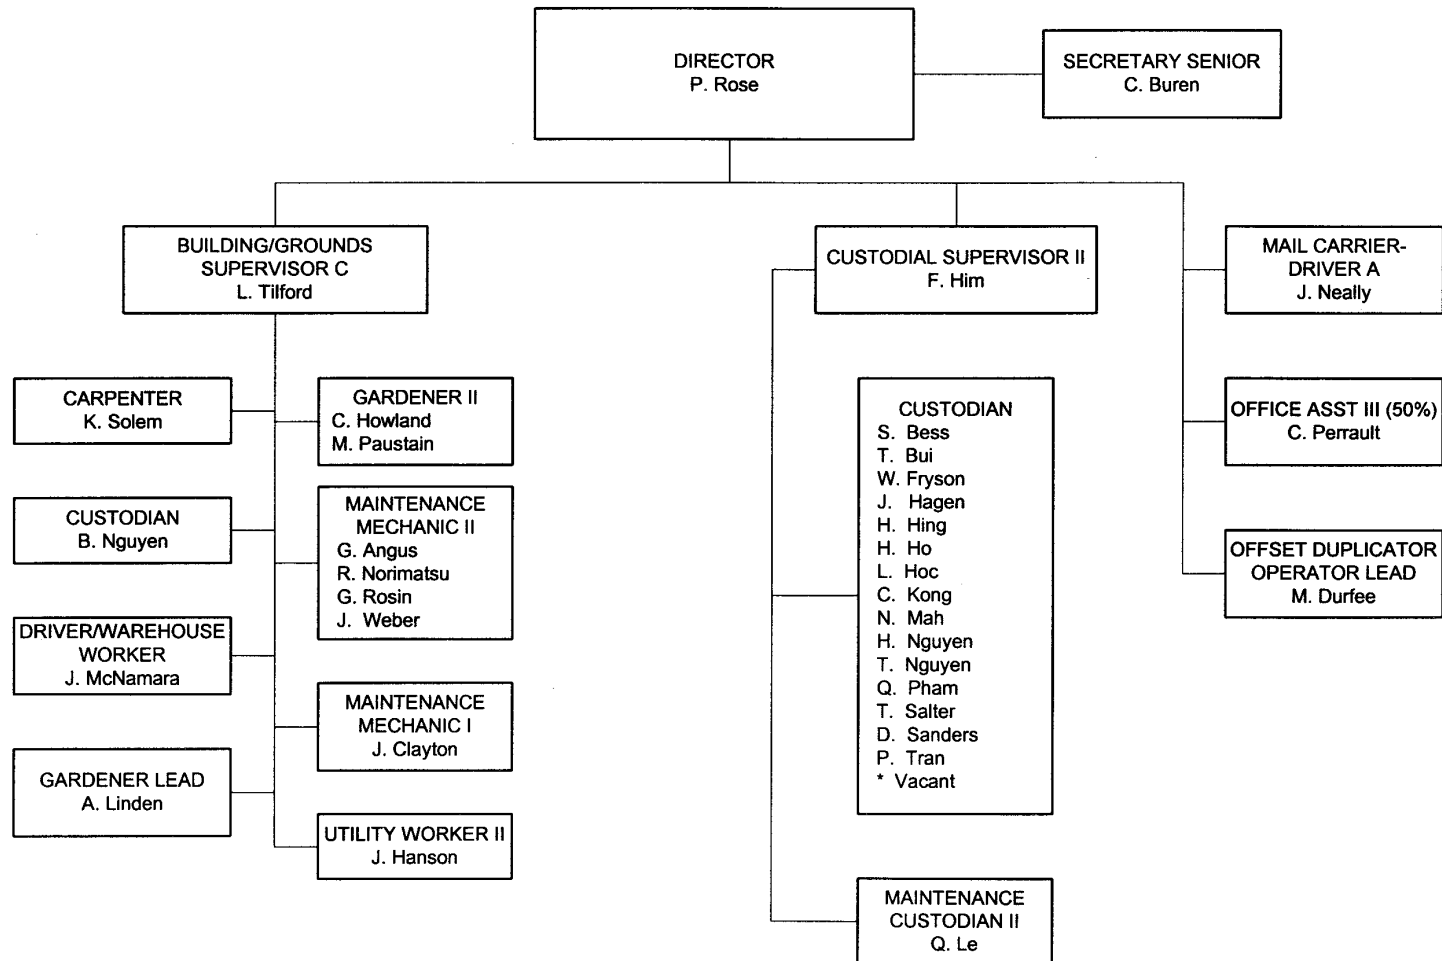 DIRECTOR
P. Rose
SECRETARY SENIOR
C. Buren
BUILDING/GROUNDS
SUPERVISOR C
L. Tilford
CUSTODIAL SUPERVISOR II
F. Him
MAIL CARRIER-
DRIVER A
J. Neally
CARPENTER
K. Solem
GARDENER II
C. Howland
M. Paustain
CUSTODIAN
B. Nguyen
MAINTENANCE
MECHANIC II
G. Angus
R. Norimatsu
G. Rosin
J. Weber
DRIVER/WAREHOUSE
WORKER
J. McNamara
MAINTENANCE
MECHANIC I
J. Clayton
GARDENER LEAD
A. Linden
UTILITY WORKER II
J. Hanson
CUSTODIAN
S. Bess
T. Bui
W. Fryson
J. Hagen
H. Hing
H. Ho
L. Hoc
C. Kong
N. Mah
H. Nguyen
T. Nguyen
Q. Pham
T. Salter
D. Sanders
P. Tran
* Vacant
MAINTENANCE
CUSTODIAN II
Q. Le
OFFICE ASST III (50%)
C. Perrault
OFFSET DUPLICATOR
OPERATOR LEAD
M. Durfee